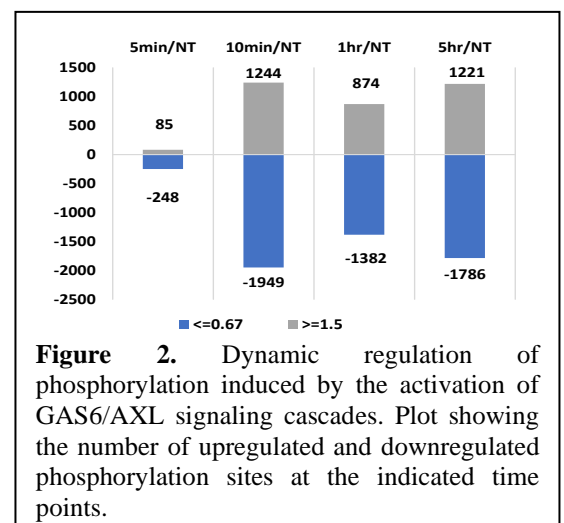 5min/NT 10min/NT 1hr/NT 5hr/NT
1500
1000
500
0
-500
-1000
-1500
-2000
-2500
85 1244 874 1221
-248 -1949 -1382 -1786
<=0.67 >=1.5
Figure 2. Dynamic regulation of
phosphorylation induced by the activation of
GAS6/AXL signaling cascades. Plot showing
the number of upregulated and downregulated
phosphorylation sites at the indicated time
points.